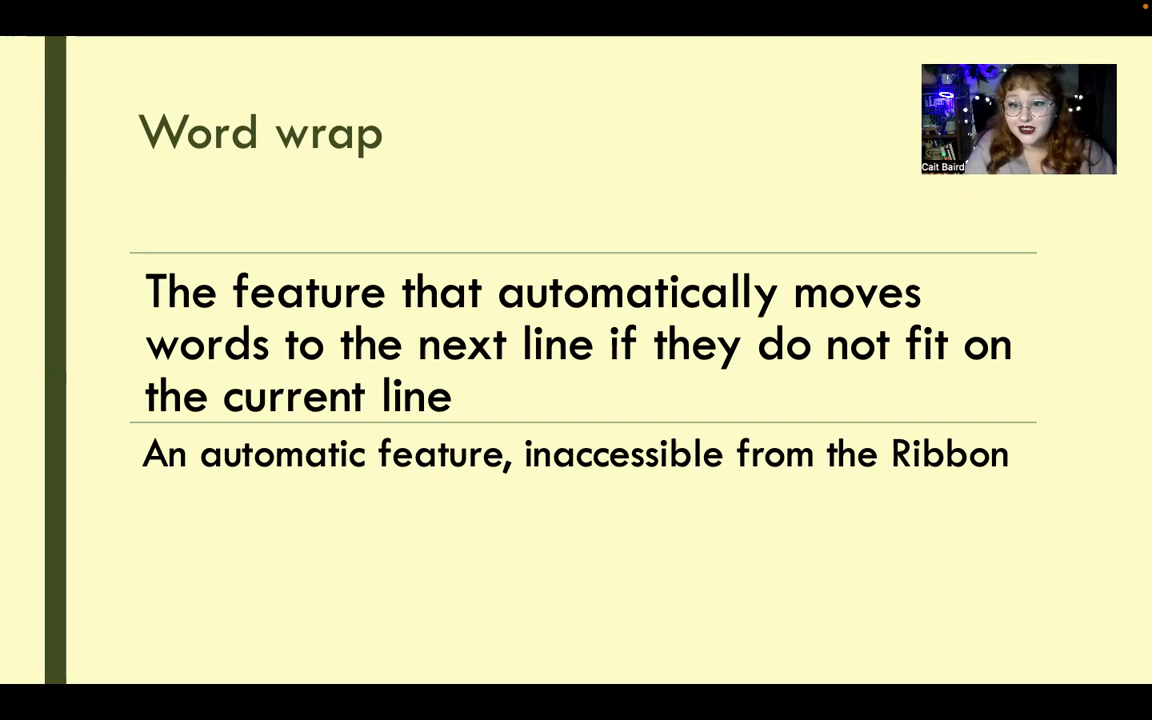 Word wrap
Cait Baird
The feature that automatically moves
words to the next line if they do not fit on
the current line
An automatic feature, inaccessible from the Ribbon